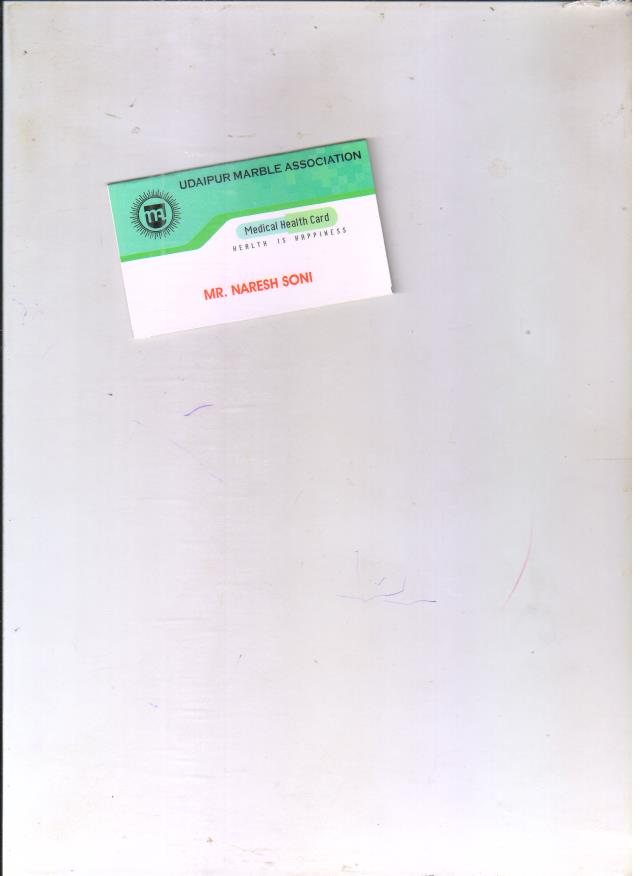 UDAIPUR MARBLE ASSOCIATION
Medical Health Card
HEALTH IS HAPPINESS
MR. NARESH SONI